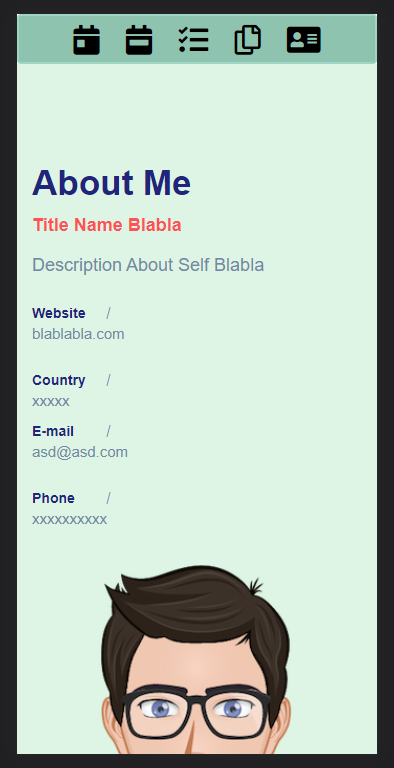 About Me
Title Name Blabla
Description About Self Blabla
Website /
blablabla.com
Country /
xxxxx
E-mail /
asd@asd.com
Phone /
xxxxxxxxxx